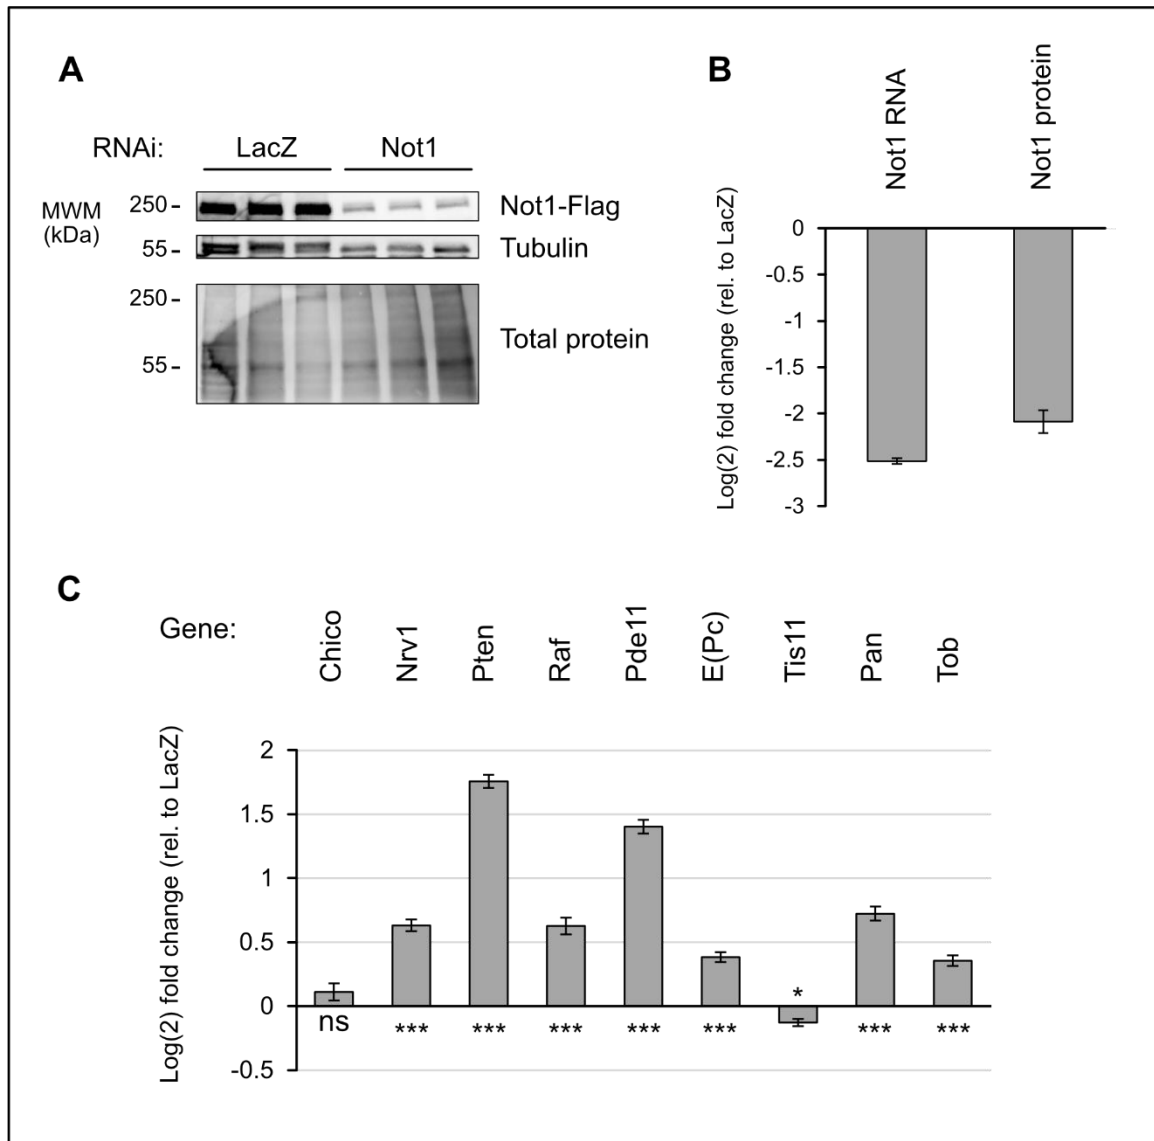 A
RNAi: LacZ Not1
MWM
(kDa)
250 -
Not1-Flag
55 -
Tubulin
250 -
55 -
Total protein
B
Not1 RNA
Not1 protein
Log(2) fold change (rel. to LacZ)
0
-0.5
-1
-1.5
-2
-2.5
-3
C
Gene: Chico Nrv1 Pten Raf Pde11 E(Pc) Tis11 Pan Tob
Log(2) fold change (rel. to LacZ)
2
1.5
1
0.5
0
-0.5
ns *** *** *** *** *** * *** ***